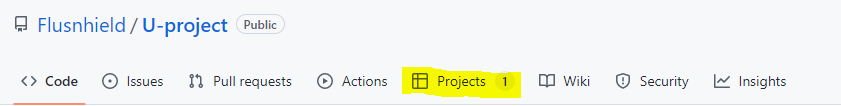 Flusnhield / U-project Public
Code Issues Pull requests Actions Projects 1 Wiki Security Insights